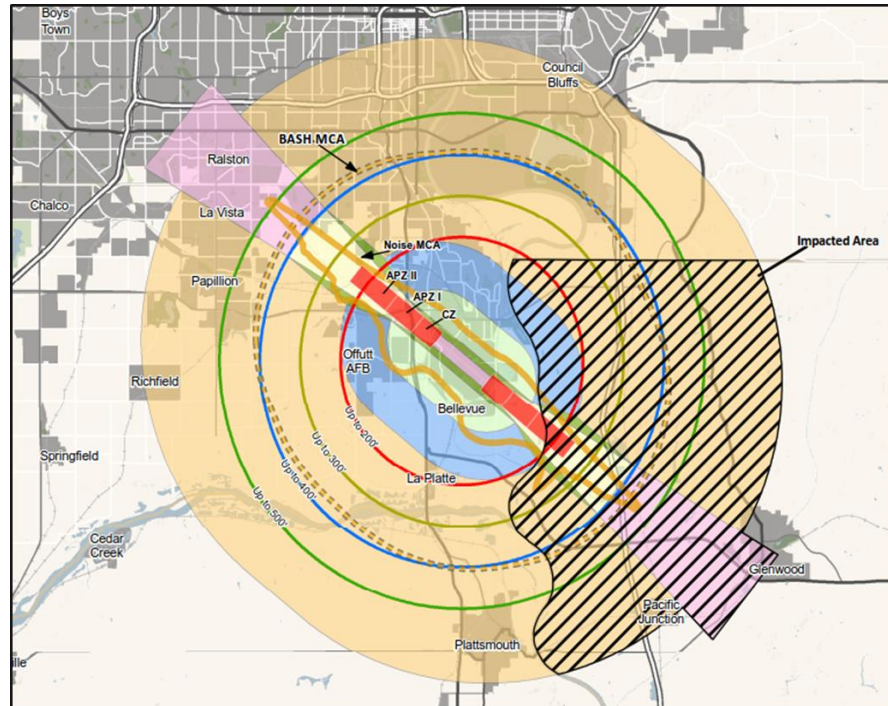 Boys
Town
Council
Bluffs
BASH MCA
Ralston
Chalco
La Vista
Noise MCA
Impacted Area
Papillion
APZ II
APZ I
CZ
Offutt
AFB
Richfield
Bellevue
Up to 200'
Up to 300'
Springfield
La Platte
Up to 400'
Up to 500'
Cedar
Creek
Glenwood
Pacific
Junction
Plattsmouth
ville